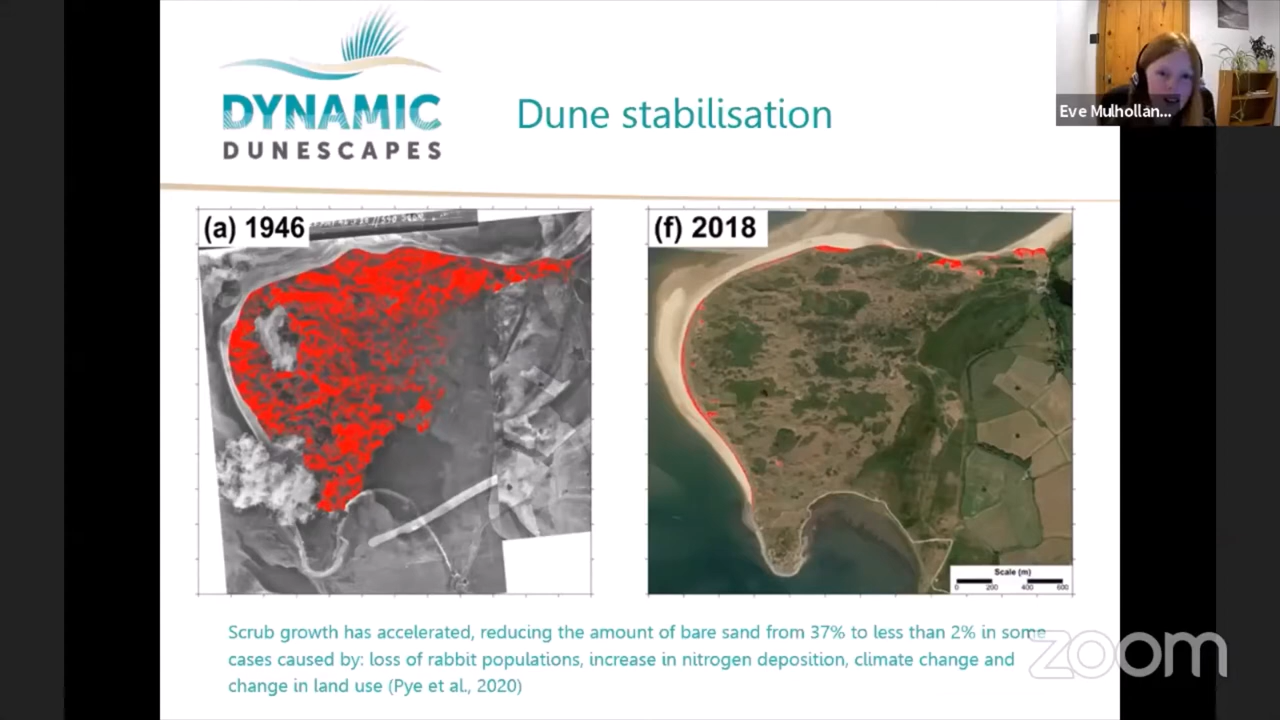 DYNAMIC
DUNESCAPES
Dune stabilisation
Eve Mulhollan...
(a) 1946
(f) 2018
Scale (m)
0 200 400 600
Scrub growth has accelerated, reducing the amount of bare sand from 37% to less than 2% in some
cases caused by: loss of rabbit populations, increase in nitrogen deposition, climate change and
change in land use (Pye et al., 2020)
zoom